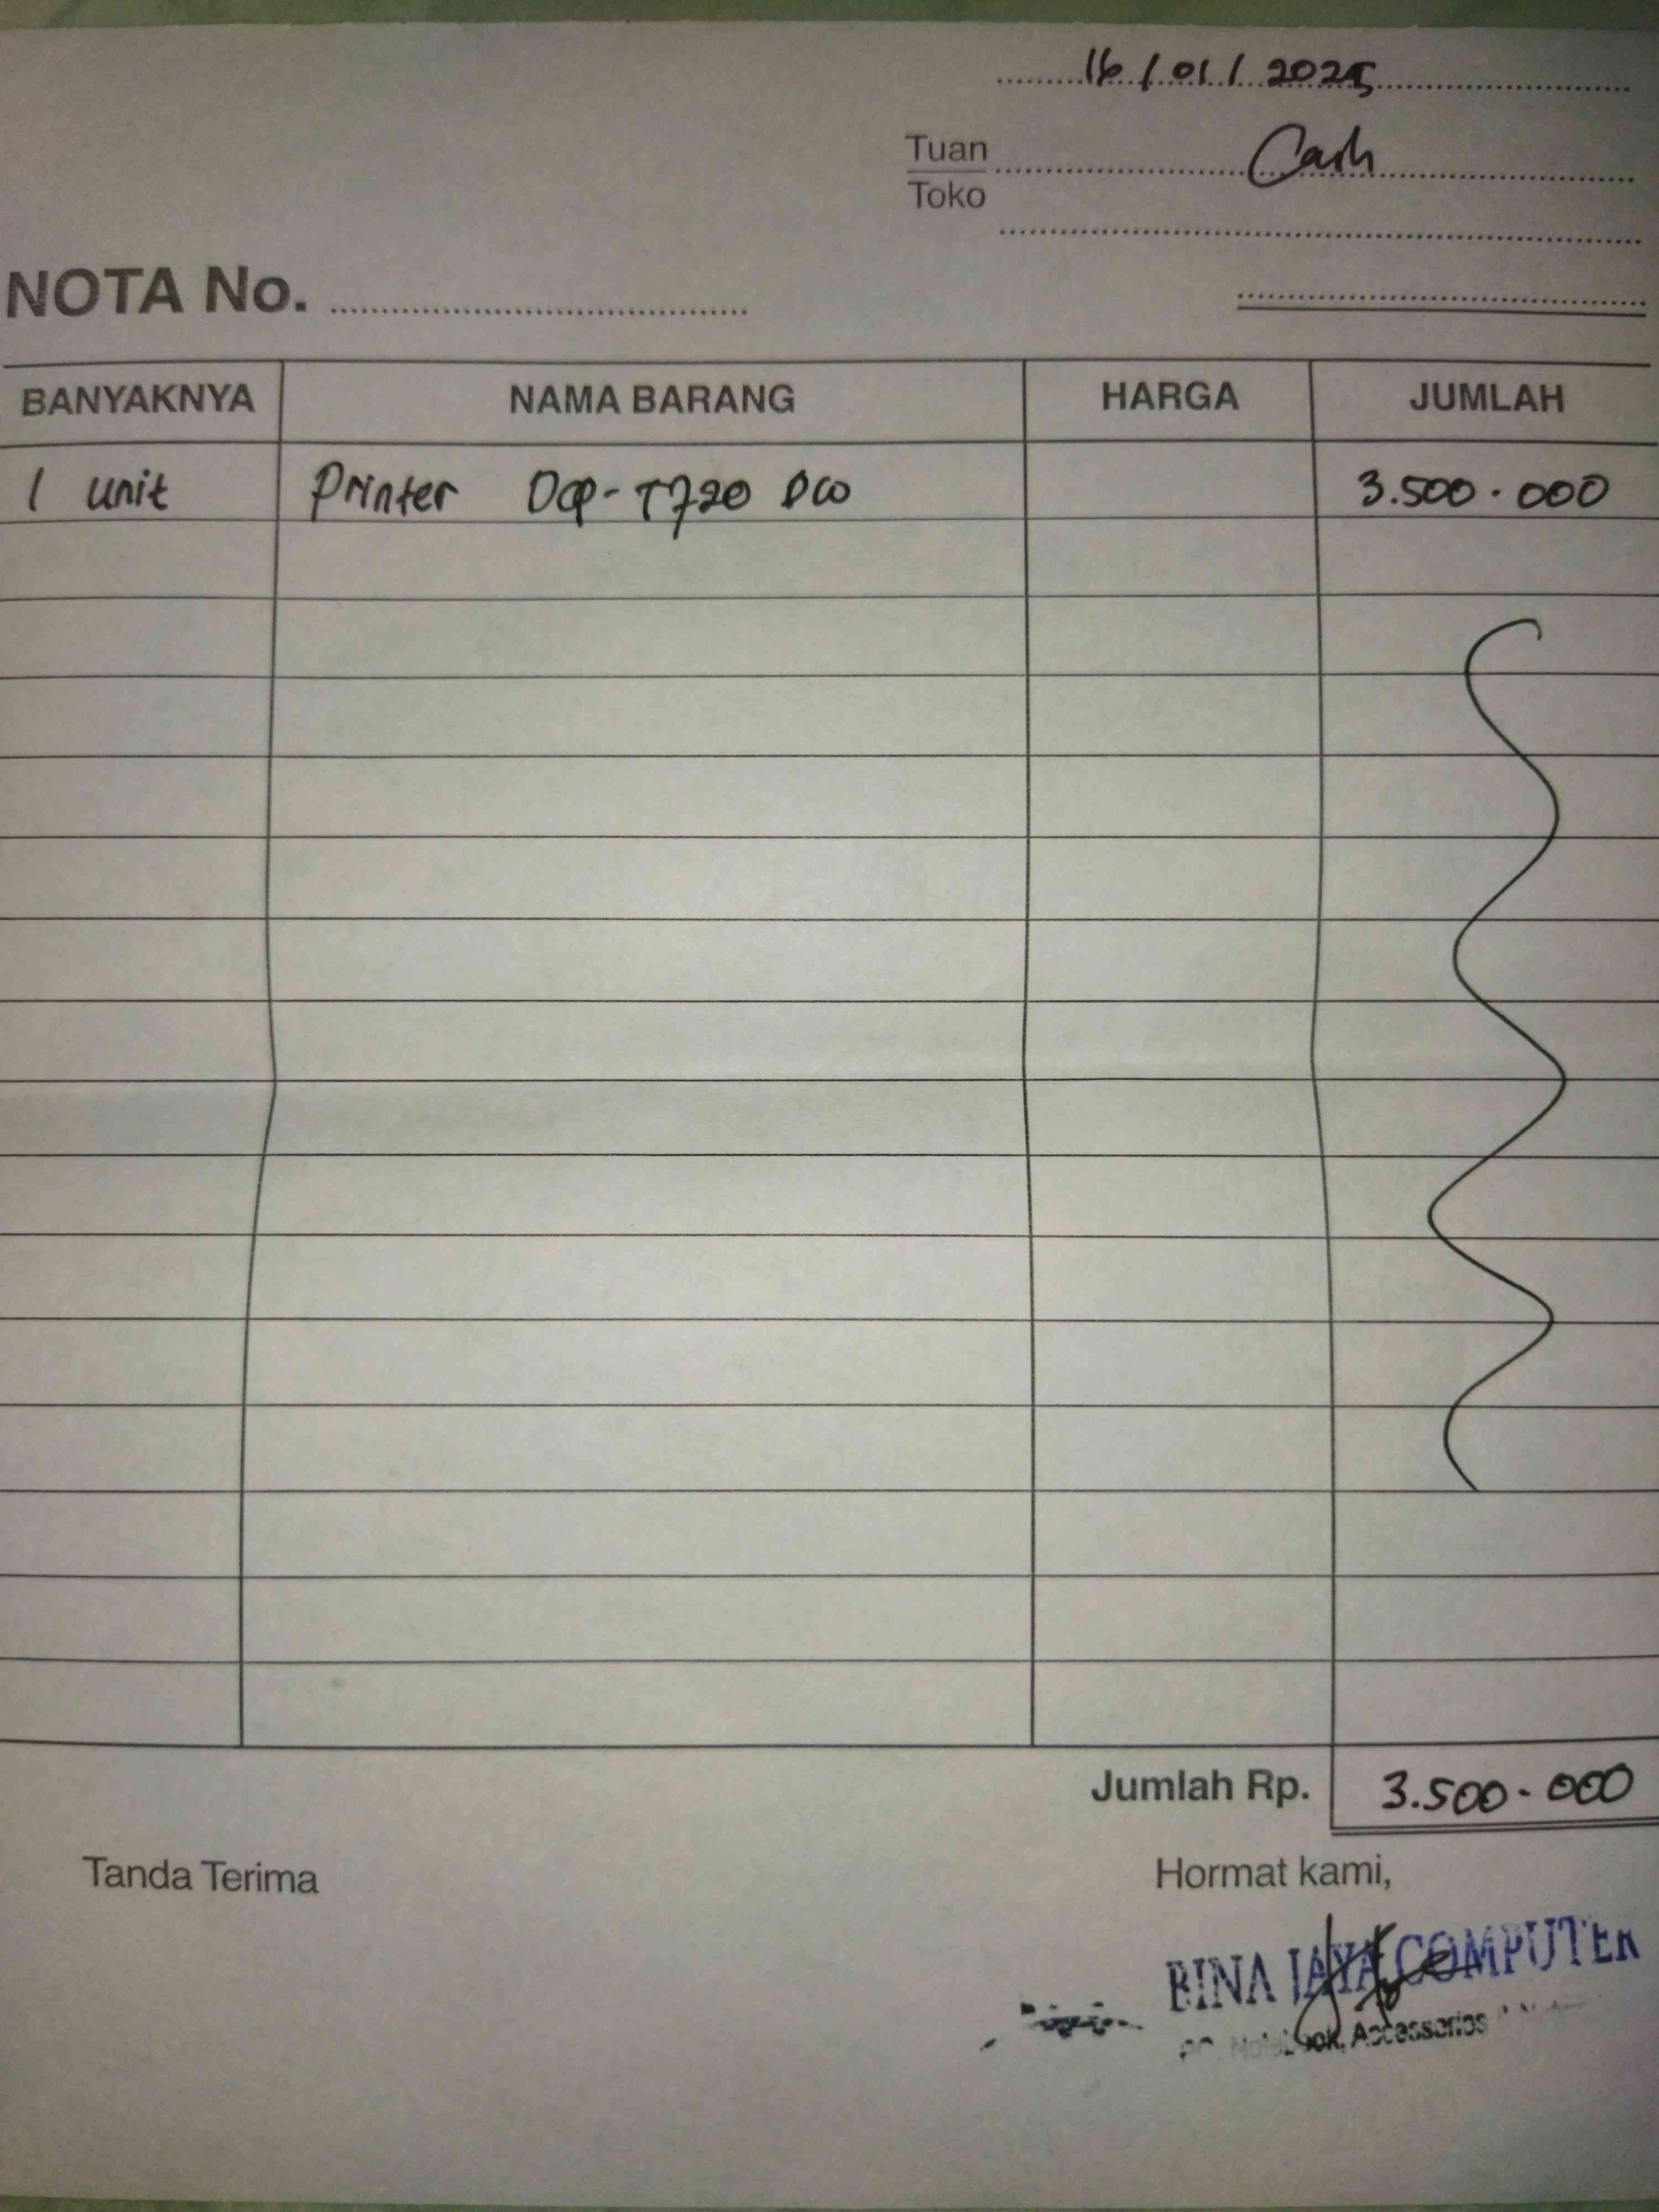 16/01/2025
Tuan Cash
Toko
NOTA No.
BANYAKNYA NAMA BARANG HARGA JUMLAH
1 unit Printer DCP-T720 DW 3.500.000
Jumlah Rp. 3.500.000
Tanda Terima Hormat kami,
BINA JAYA COMPUTER
Accessories